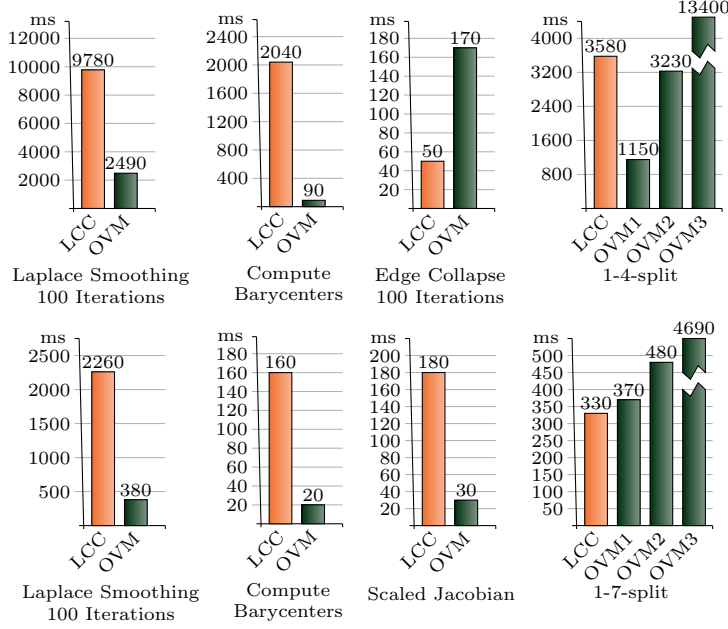 ms
12000
10000
8000
6000
4000
2000
9780
2490
LCC
OVM
Laplace Smoothing
100 Iterations
ms
2400
2000
1600
1200
800
400
2040
90
LCC
OVM
Compute
Barycenters
ms
180
160
140
120
100
80
60
40
20
50
170
LCC
OVM
Edge Collapse
100 Iterations
ms
4000
3200
2400
1600
800
3580
1150
3230
13400
LCC
OVM1
OVM2
OVM3
1-4-split
ms
2500
2000
1500
1000
500
2260
380
LCC
OVM
Laplace Smoothing
100 Iterations
ms
180
160
140
120
100
80
60
40
20
160
20
LCC
OVM
Compute
Barycenters
ms
200
180
160
140
120
100
80
60
40
20
180
30
LCC
OVM
Scaled Jacobian
ms
500
450
400
350
300
250
200
150
100
50
330
370
480
4690
LCC
OVM1
OVM2
OVM3
1-7-split